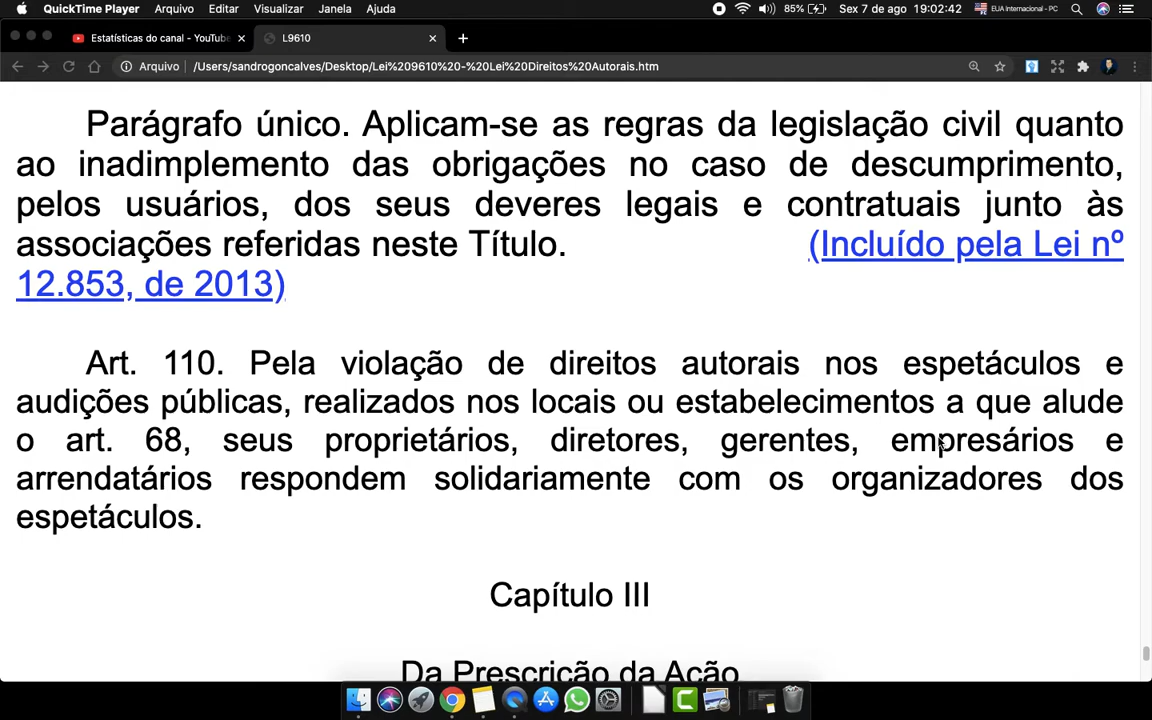 QuickTime Player Arquivo Editar Visualizar Janela Ajuda 85% Sex 7 de ago 19:02:42 EUA Internacional - PC
Estatísticas do canal - YouTube L9610
Arquivo /Users/sandrogoncalves/Desktop/Lei%209610%20-%20Lei%20Direitos%20Autorais.htm
Parágrafo único. Aplicam-se as regras da legislação civil quanto
ao inadimplemento das obrigações no caso de descumprimento,
pelos usuários, dos seus deveres legais e contratuais junto às
associações referidas neste Título. (Incluído pela Lei nº
12.853, de 2013)
Art. 110. Pela violação de direitos autorais nos espetáculos e
audições públicas, realizados nos locais ou estabelecimentos a que alude
o art. 68, seus proprietários, diretores, gerentes, empresários e
arrendatários respondem solidariamente com os organizadores dos
espetáculos.
Capítulo III
Da Prescrição da Ação